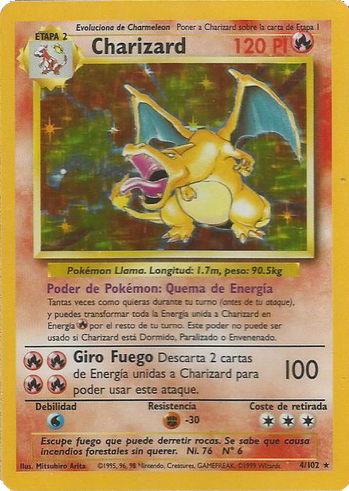 Evoluciona de Charmeleon Poner a Charizard sobre la carta de Etapa 1
ETAPA 2
Charizard 120 PI
Pokémon Llama. Longitud: 1.7m, peso: 90.5kg
Poder de Pokémon: Quema de Energía
Tantas veces como quieras durante tu turno (antes de tu ataque),
y puedes transformar toda la Energía unida a Charizard en
Energía por el resto de tu turno. Este poder no puede ser
usado si Charizard está Dormido, Paralizado o Envenenado.
Giro Fuego Descarta 2 cartas
de Energía unidas a Charizard para
poder usar este ataque.
100
Debilidad Resistencia Coste de retirada
-30
Escupe fuego que puede derretir rocas. Se sabe que causa
incendios forestales sin querer. Ni. 76 N° 6
Ilus. Mitsuhiro Arita ©1995, 96, 98 Nintendo, Creatures, GAMEFREAK. ©1999 Wizards. 4/102 ★